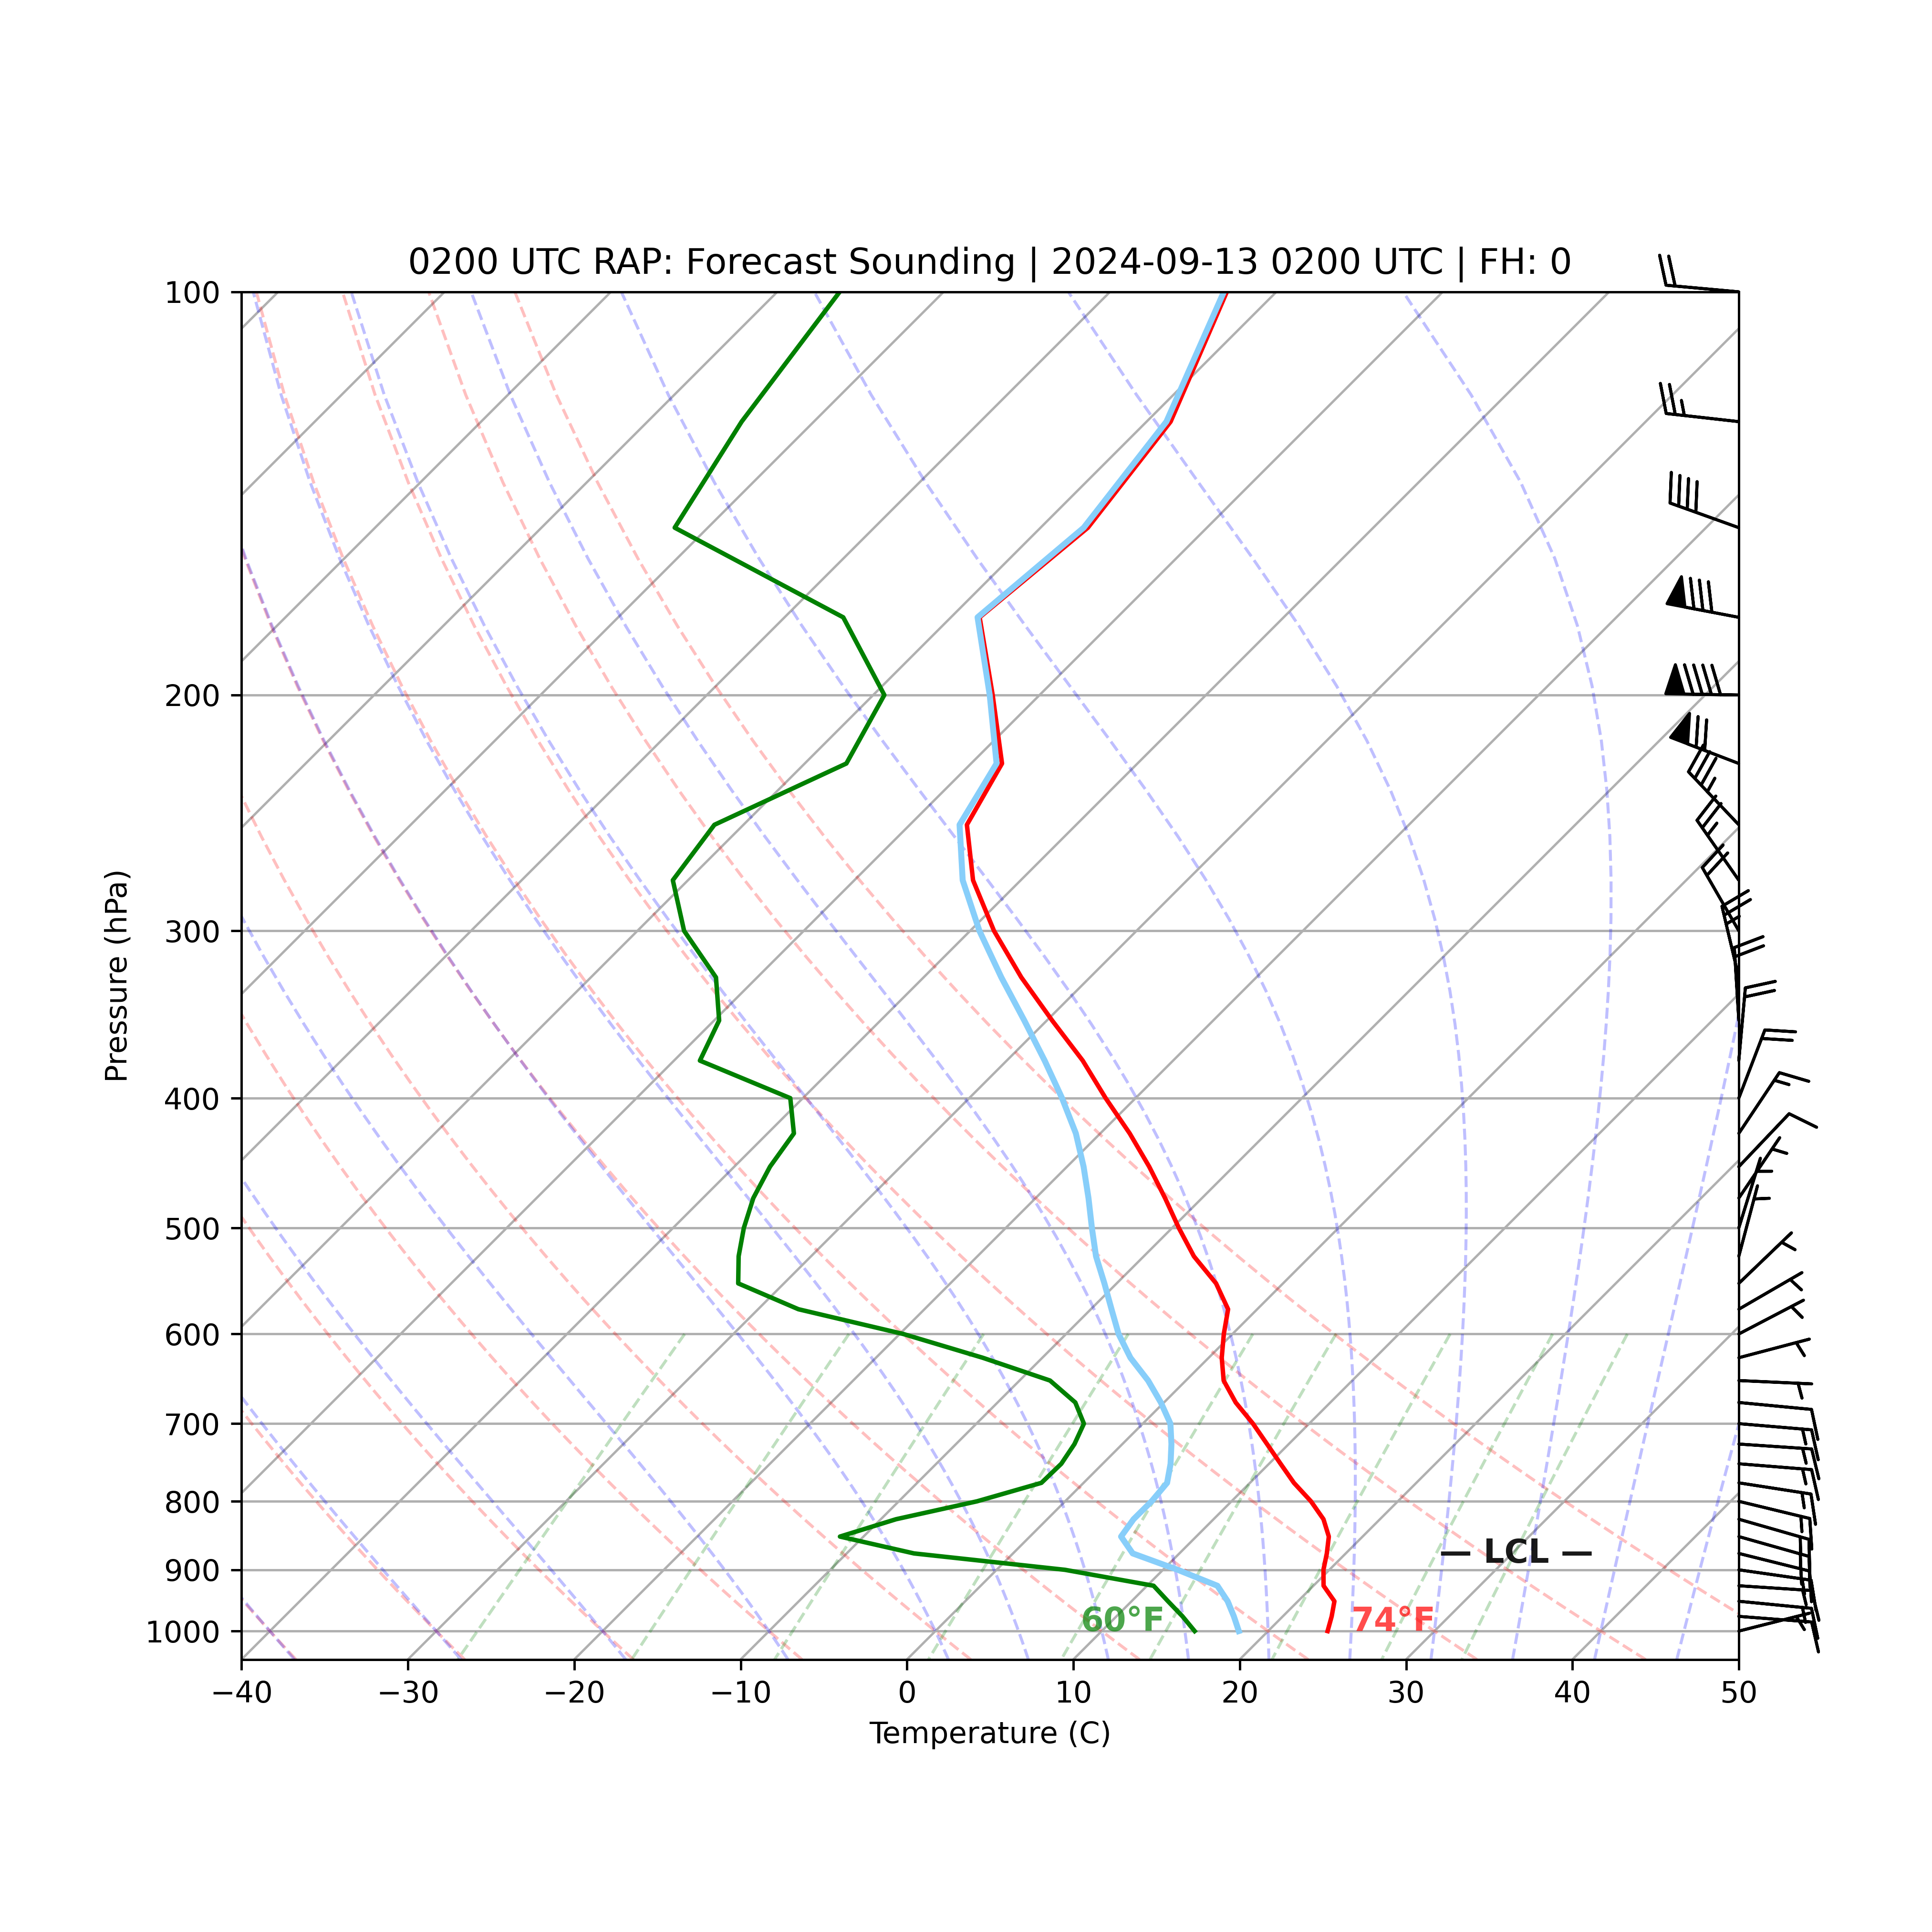 0200 UTC RAP: Forecast Sounding | 2024-09-13 0200 UTC | FH: 0
100
200
300
400
500
600
700
800
900
1000
Pressure (hPa)
— LCL —
60°F
74°F
−40 −30 −20 −10 0 10 20 30 40 50
Temperature (C)